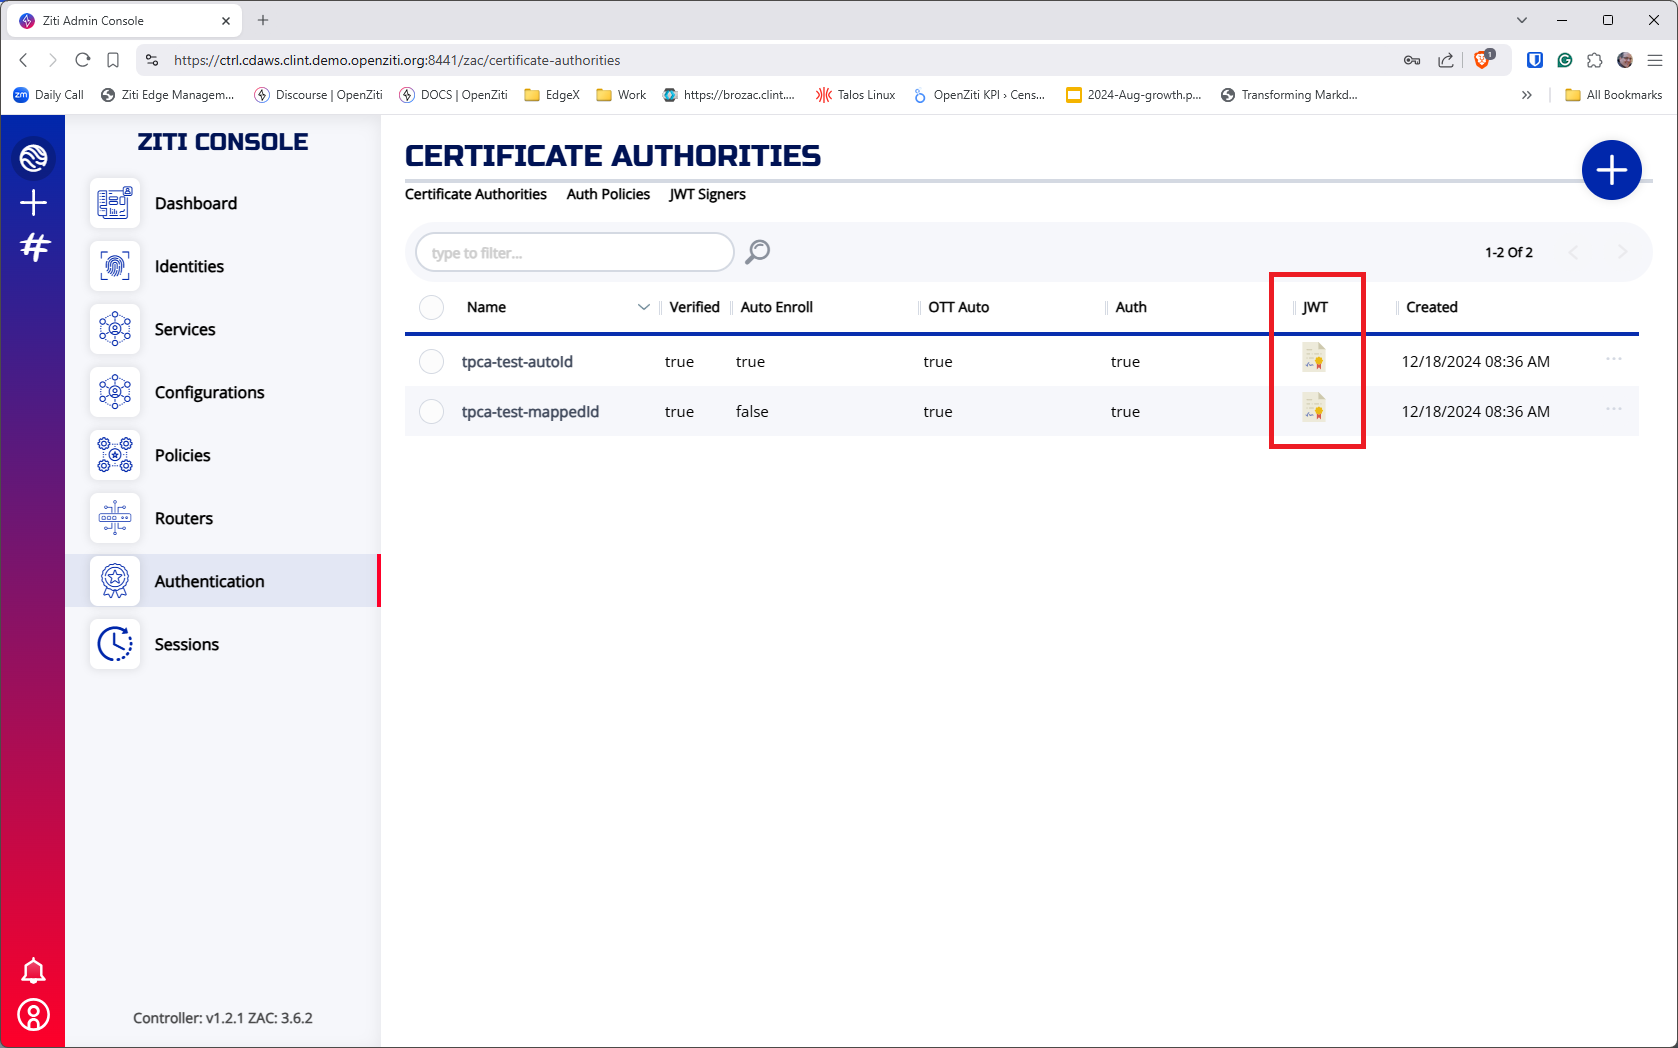 Ziti Admin Console
https://ctrl.cdaws.clint.demo.openziti.org:8441/zac/certificate-authorities
1
zm Daily Call Ziti Edge Managem... Discourse | OpenZiti DOCS | OpenZiti EdgeX Work https://brozac.clint.... Talos Linux OpenZiti KPI › Cens... 2024-Aug-growth.p... Transforming Markd... » All Bookmarks
ZITI CONSOLE
Dashboard
Identities
Services
Configurations
Policies
Routers
Authentication
Sessions
Controller: v1.2.1 ZAC: 3.6.2
CERTIFICATE AUTHORITIES
Certificate Authorities Auth Policies JWT Signers
type to filter...
1-2 Of 2
Name Verified Auto Enroll OTT Auto Auth JWT Created
tpca-test-autoId true true true true 12/18/2024 08:36 AM ...
tpca-test-mappedId true false true true 12/18/2024 08:36 AM ...